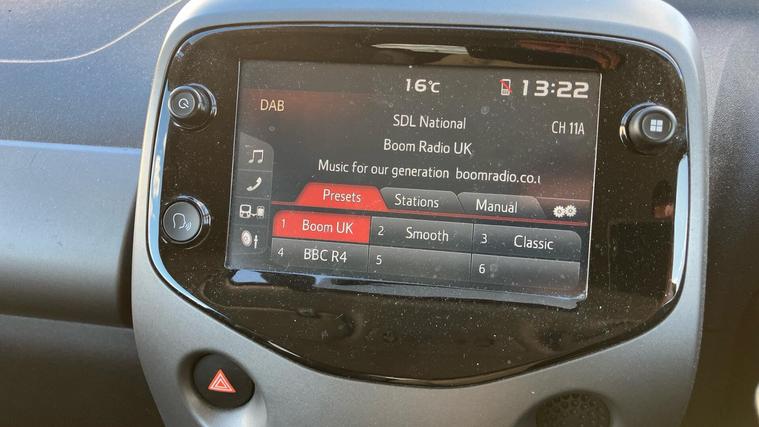 16°C 13:22
DAB
SDL National CH 11A
Boom Radio UK
Music for our generation boomradio.co.u
Presets Stations Manual
1 Boom UK 2 Smooth 3 Classic
4 BBC R4 5 6